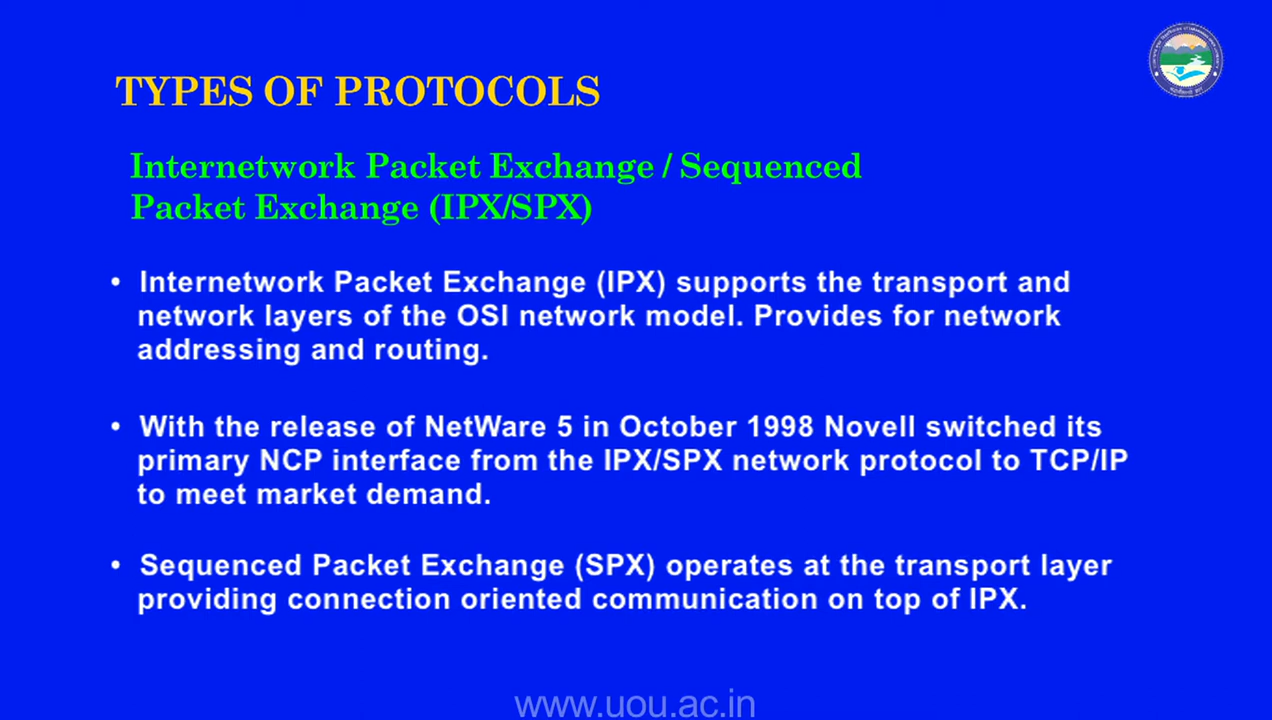 TYPES OF PROTOCOLS
Internetwork Packet Exchange / Sequenced
Packet Exchange (IPX/SPX)
• Internetwork Packet Exchange (IPX) supports the transport and
network layers of the OSI network model. Provides for network
addressing and routing.
• With the release of NetWare 5 in October 1998 Novell switched its
primary NCP interface from the IPX/SPX network protocol to TCP/IP
to meet market demand.
• Sequenced Packet Exchange (SPX) operates at the transport layer
providing connection oriented communication on top of IPX.
www.uou.ac.in